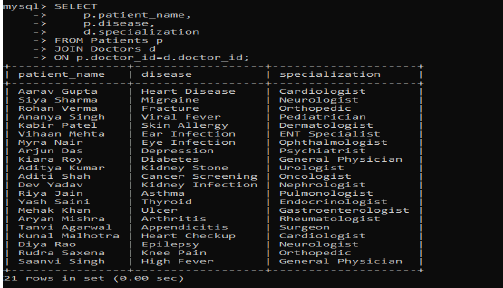 mysql> SELECT
    ->     p.patient_name,
    ->     p.disease,
    ->     d.specialization
    -> FROM Patients p
    -> JOIN Doctors d
    -> ON p.doctor_id=d.doctor_id;
+----------------+------------------+--------------------+
| patient_name   | disease          | specialization     |
+----------------+------------------+--------------------+
| Aarav Gupta    | Heart Disease    | Cardiologist       |
| Siya Sharma    | Migraine         | Neurologist        |
| Rohan Verma    | Fracture         | Orthopedic         |
| Ananya Singh   | Viral Fever      | Pediatrician       |
| Kabir Patel    | Skin Allergy     | Dermatologist      |
| Vihaan Mehta   | Ear Infection    | ENT Specialist     |
| Myra Nair      | Eye Infection    | Ophthalmologist    |
| Arjun Das      | Depression       | Psychiatrist       |
| Kiara Roy      | Diabetes         | General Physician  |
| Aditya Kumar   | Kidney Stone     | Urologist          |
| Aditi Shah     | Cancer Screening | Oncologist         |
| Dev Yadav      | Kidney Infection | Nephrologist       |
| Riya Jain      | Asthma           | Pulmonologist      |
| Yash Saini     | Thyroid          | Endocrinologist    |
| Mehak Khan     | Ulcer            | Gastroenterologist |
| Aryan Mishra   | Arthritis        | Rheumatologist     |
| Tanvi Agarwal  | Appendicitis     | Surgeon            |
| Kunal Malhotra | Heart Checkup    | Cardiologist       |
| Diya Rao       | Epilepsy         | Neurologist        |
| Rudra Saxena   | Knee Pain        | Orthopedic         |
| Saanvi Singh   | High Fever       | General Physician  |
+----------------+------------------+--------------------+
21 rows in set (0.00 sec)